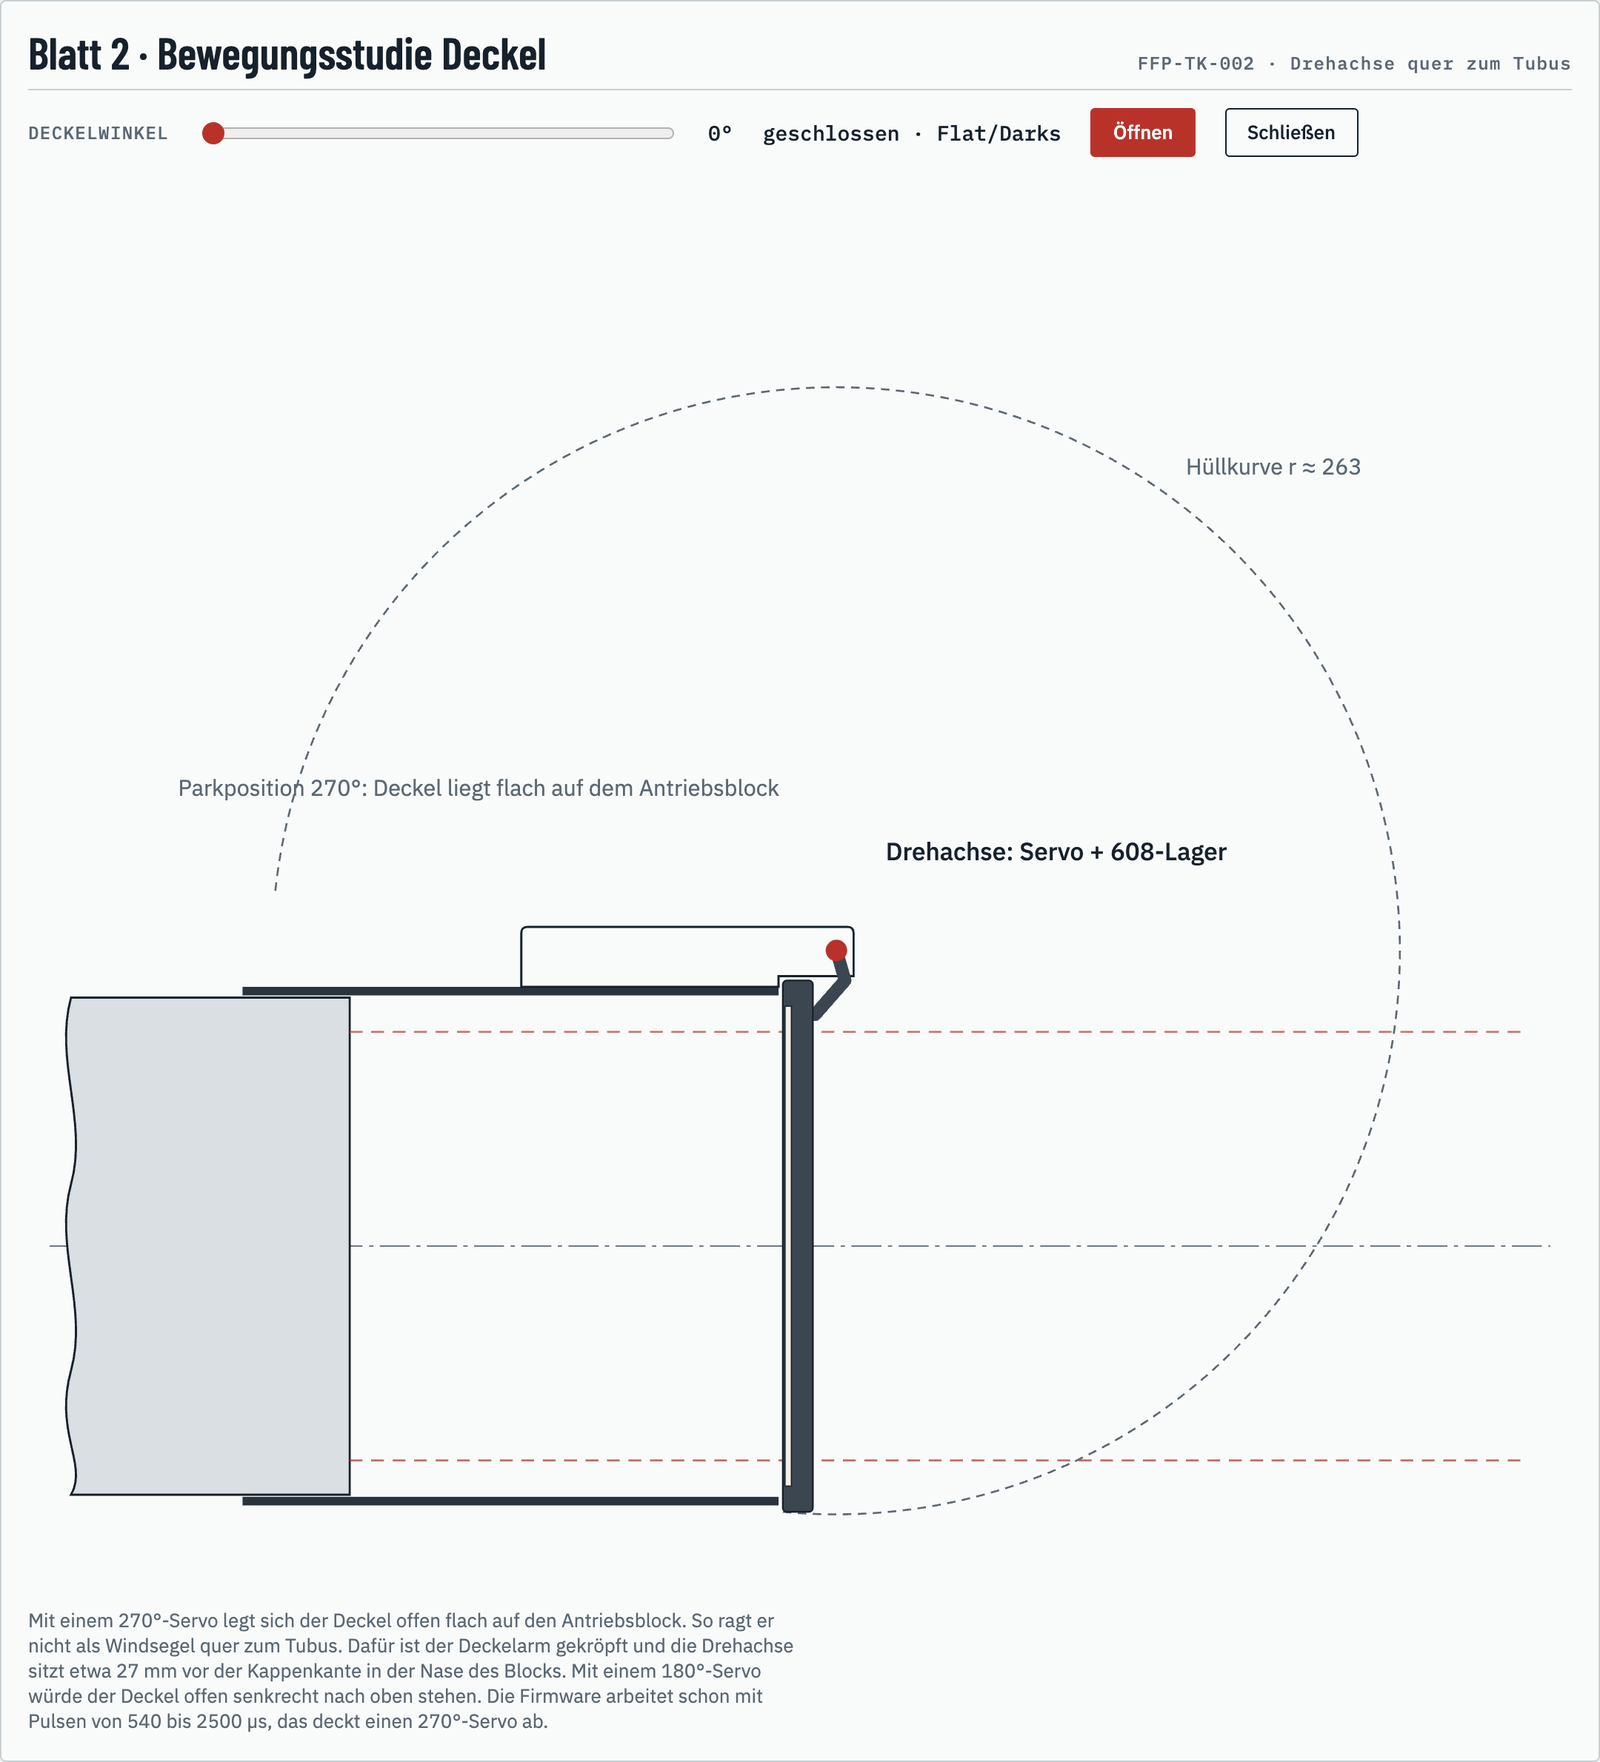 Blatt 2 · Bewegungsstudie Deckel
FFP-TK-002 · Drehachse quer zum Tubus
DECKELWINKEL
0°
geschlossen · Flat/Darks
Öffnen
Schließen
Hüllkurve r ≈ 263
Parkposition 270°: Deckel liegt flach auf dem Antriebsblock
Drehachse: Servo + 608-Lager
Mit einem 270°-Servo legt sich der Deckel offen flach auf den Antriebsblock. So ragt er
nicht als Windsegel quer zum Tubus. Dafür ist der Deckelarm gekröpft und die Drehachse
sitzt etwa 27 mm vor der Kappenkante in der Nase des Blocks. Mit einem 180°-Servo
würde der Deckel offen senkrecht nach oben stehen. Die Firmware arbeitet schon mit
Pulsen von 540 bis 2500 µs, das deckt einen 270°-Servo ab.